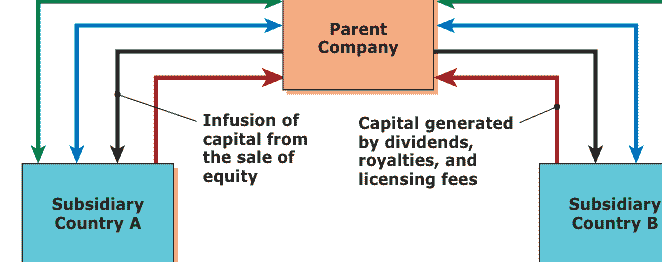 Parent
Company
Infusion of
capital from
the sale of
equity
Capital generated
by dividends,
royalties, and
licensing fees
Subsidiary
Country A
Subsidiary
Country B